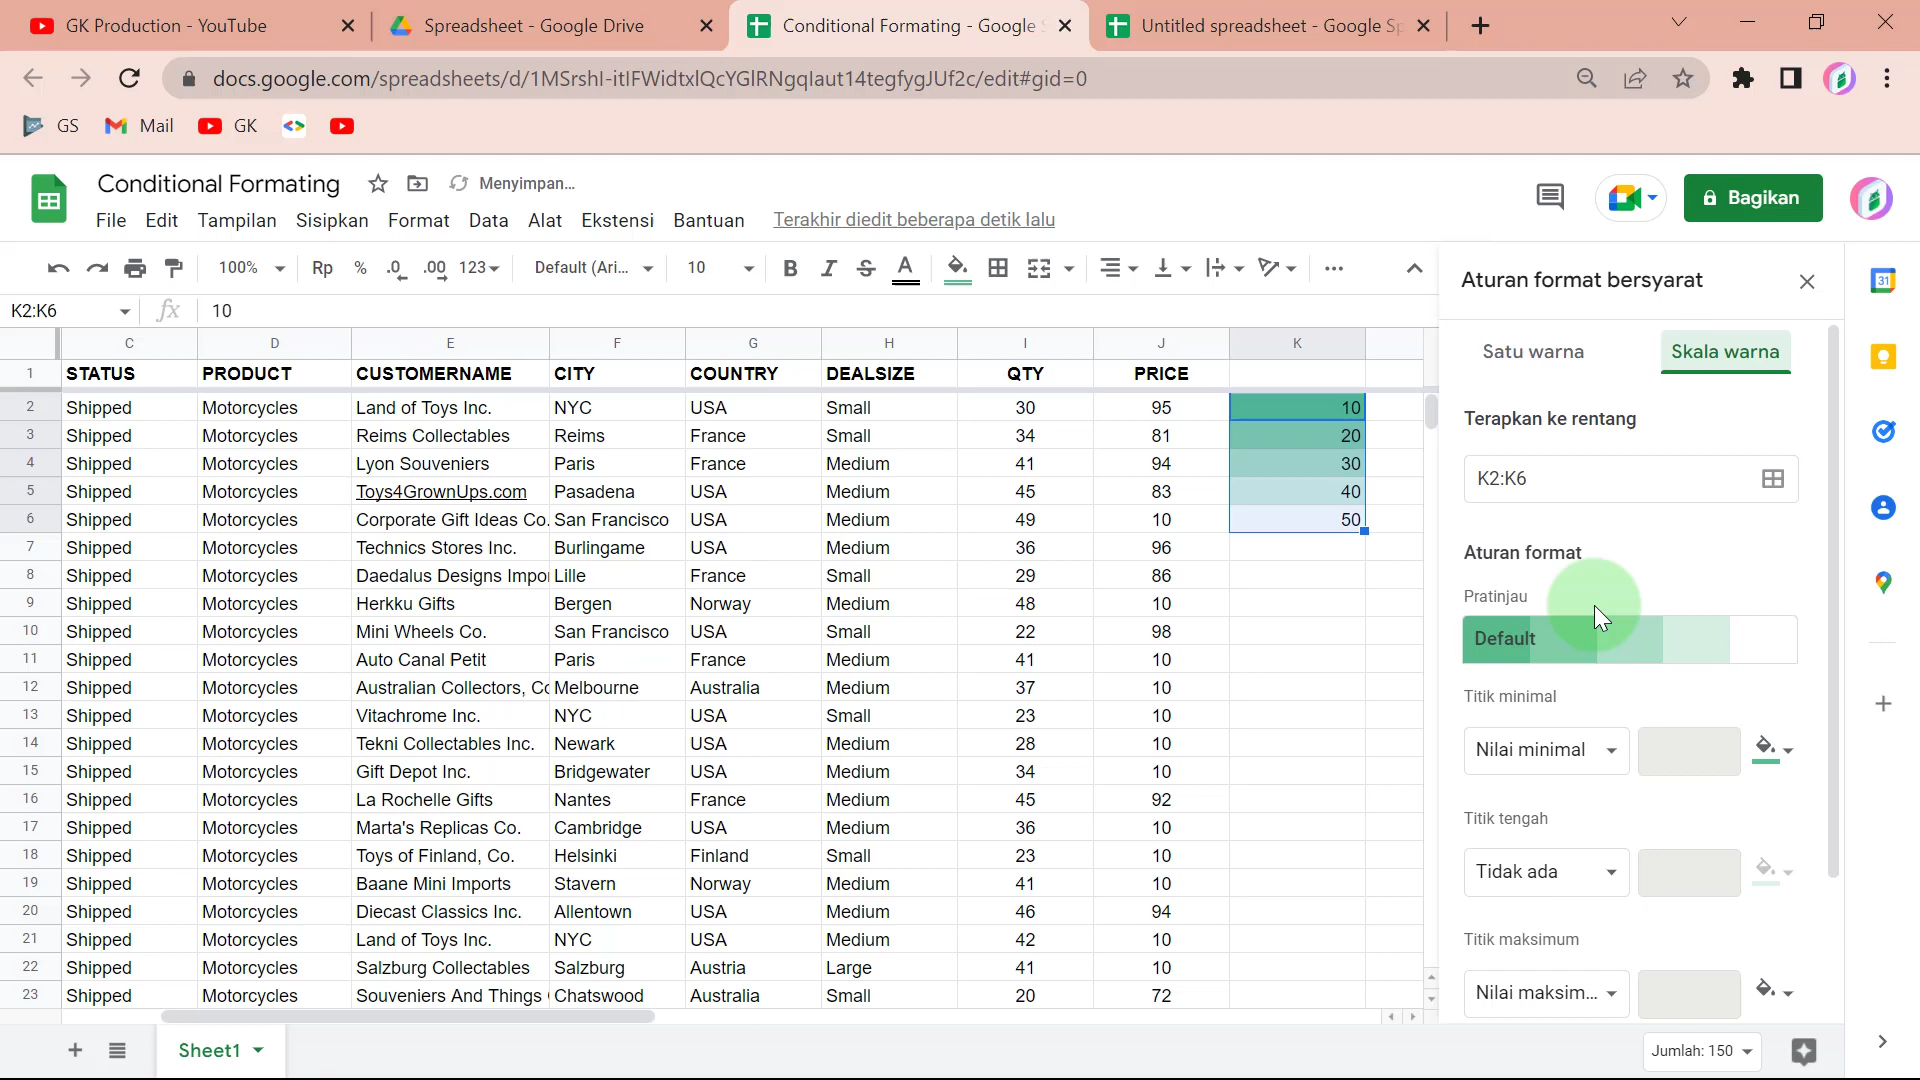 GK Production - YouTube
Spreadsheet - Google Drive
Conditional Formating - Google S
Untitled spreadsheet - Google Sp
docs.google.com/spreadsheets/d/1MSrshI-itIFWidtxlQcYGlRNgqIaut14tegfygJUf2c/edit#gid=0
GS Mail GK
Conditional Formating
Menyimpan...
File Edit Tampilan Sisipkan Format Data Alat Ekstensi Bantuan Terakhir diedit beberapa detik lalu
Bagikan
100% Rp % .0 .00 123 Default (Ari... 10 B I S A
K2:K6 fx 10
C D E F G H I J K
1 STATUS PRODUCT CUSTOMERNAME CITY COUNTRY DEALSIZE QTY PRICE
2 Shipped Motorcycles Land of Toys Inc. NYC USA Small 30 95 10
3 Shipped Motorcycles Reims Collectables Reims France Small 34 81 20
4 Shipped Motorcycles Lyon Souveniers Paris France Medium 41 94 30
5 Shipped Motorcycles Toys4GrownUps.com Pasadena USA Medium 45 83 40
6 Shipped Motorcycles Corporate Gift Ideas Co. San Francisco USA Medium 49 10 50
7 Shipped Motorcycles Technics Stores Inc. Burlingame USA Medium 36 96
8 Shipped Motorcycles Daedalus Designs Impor Lille France Small 29 86
9 Shipped Motorcycles Herkku Gifts Bergen Norway Medium 48 10
10 Shipped Motorcycles Mini Wheels Co. San Francisco USA Small 22 98
11 Shipped Motorcycles Auto Canal Petit Paris France Medium 41 10
12 Shipped Motorcycles Australian Collectors, Co Melbourne Australia Medium 37 10
13 Shipped Motorcycles Vitachrome Inc. NYC USA Small 23 10
14 Shipped Motorcycles Tekni Collectables Inc. Newark USA Medium 28 10
15 Shipped Motorcycles Gift Depot Inc. Bridgewater USA Medium 34 10
16 Shipped Motorcycles La Rochelle Gifts Nantes France Medium 45 92
17 Shipped Motorcycles Marta's Replicas Co. Cambridge USA Medium 36 10
18 Shipped Motorcycles Toys of Finland, Co. Helsinki Finland Small 23 10
19 Shipped Motorcycles Baane Mini Imports Stavern Norway Medium 41 10
20 Shipped Motorcycles Diecast Classics Inc. Allentown USA Medium 46 94
21 Shipped Motorcycles Land of Toys Inc. NYC USA Medium 42 10
22 Shipped Motorcycles Salzburg Collectables Salzburg Austria Large 41 10
23 Shipped Motorcycles Souveniers And Things Chatswood Australia Small 20 72
Sheet1
Jumlah: 150
Aturan format bersyarat
Satu warna Skala warna
Terapkan ke rentang
K2:K6
Aturan format
Pratinjau
Default
Titik minimal
Nilai minimal
Titik tengah
Tidak ada
Titik maksimum
Nilai maksim...
31